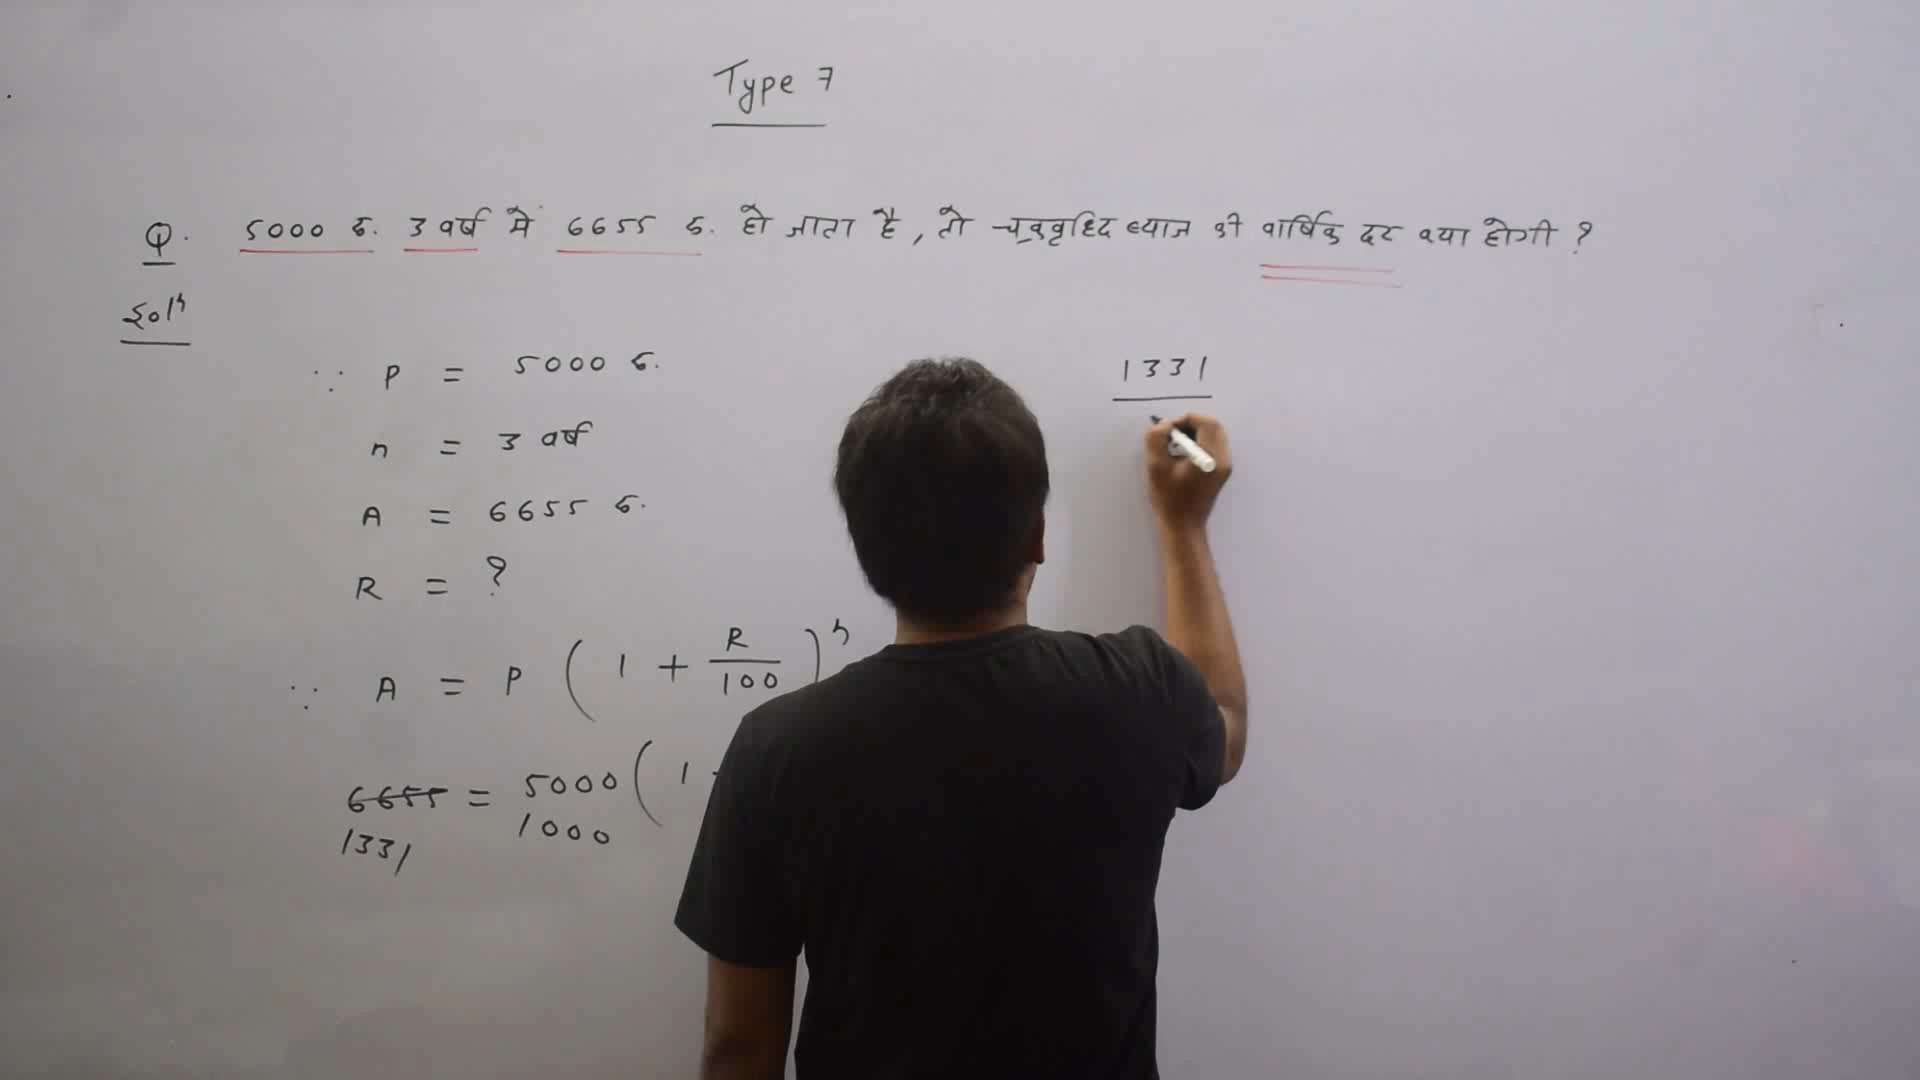 Type 7
Q. 5000 रु. 3 वर्ष में 6655 रु. हो जाता है, तो चक्रवृध्दि ब्याज की वार्षिक दर क्या होगी ?
Solⁿ
∵ P = 5000 रु.
n = 3 वर्ष
A = 6655 रु.
R = ?
∵ A = P ( 1 + R/100 )ⁿ
6655 = 5000 ( 1
1331 1000
1331